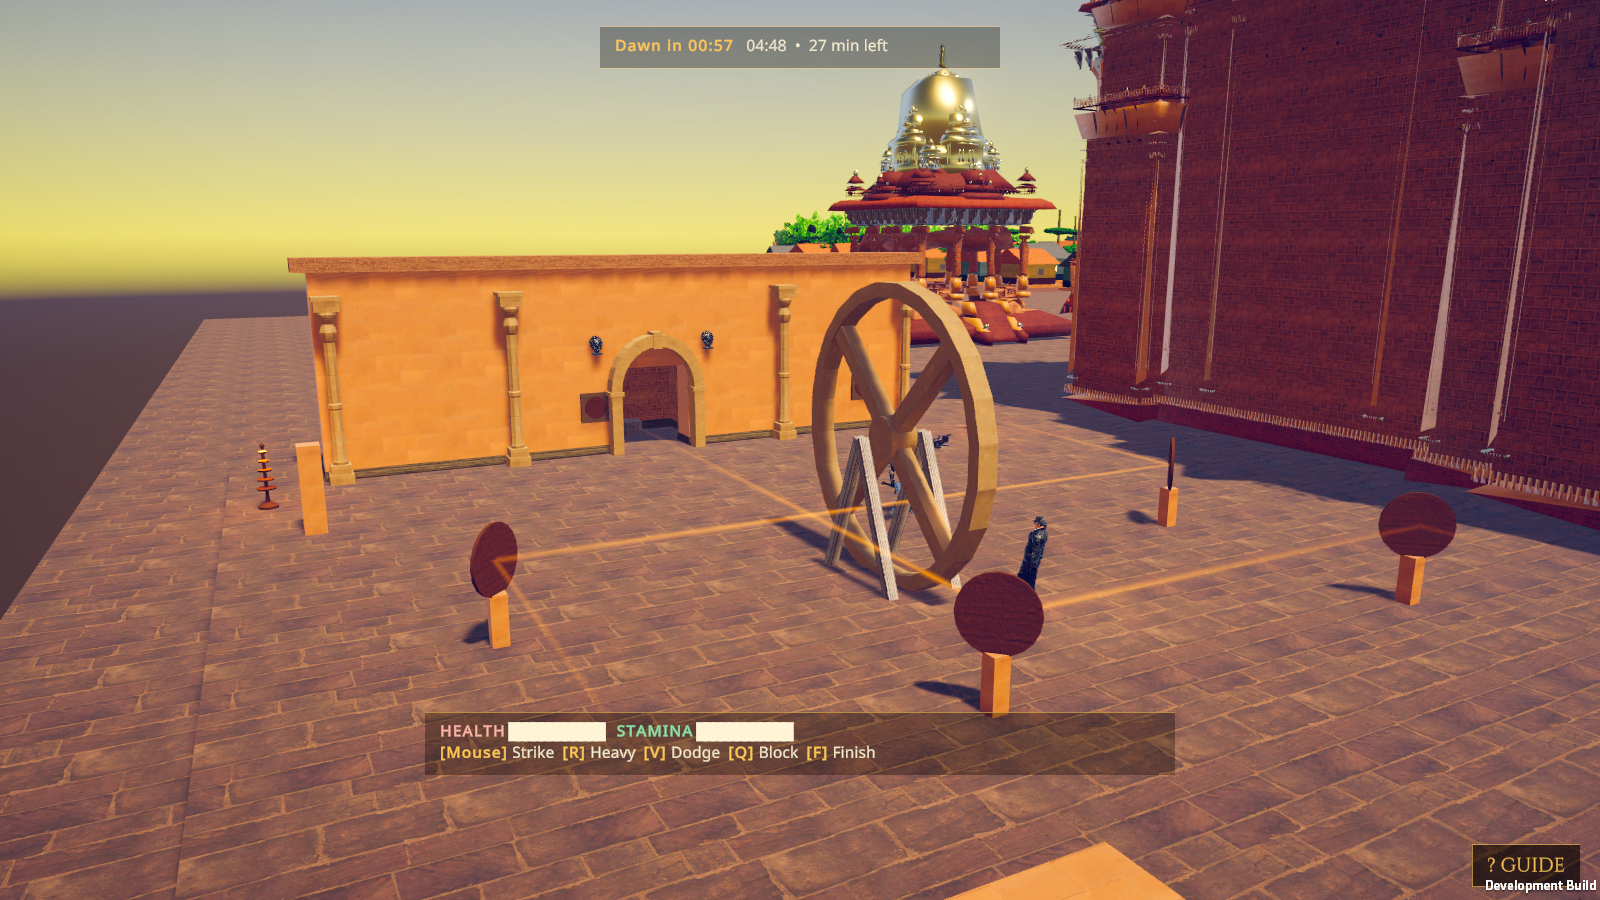 Dawn in 00:57 04:48 • 27 min left
HEALTH STAMINA
[Mouse] Strike [R] Heavy [V] Dodge [Q] Block [F] Finish
? GUIDE
Development Build